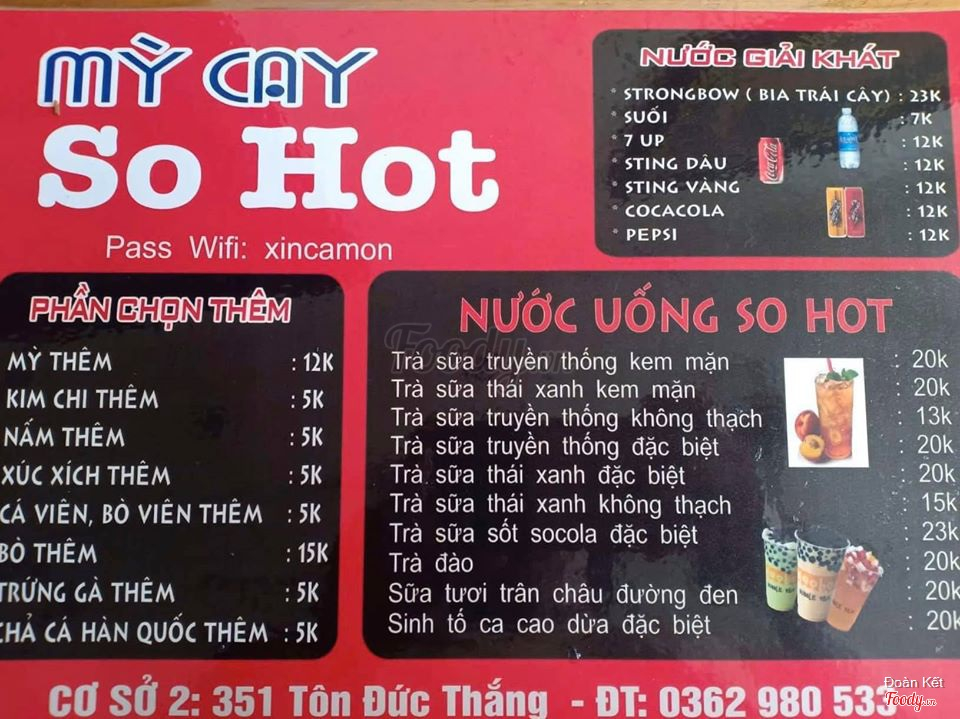 MỲ CAY
So Hot
Pass Wifi: xincamon
NƯỚC GIẢI KHÁT
* STRONGBOW ( BIA TRÁI CÂY) : 23K
* SUỐI : 7K
* 7 UP : 12K
* STING DÂU : 12K
* STING VÀNG : 12K
* COCACOLA : 12K
* PEPSI : 12K
PHẦN CHỌN THÊM
MỲ THÊM : 12K
KIM CHI THÊM : 5K
NẤM THÊM : 5K
XÚC XÍCH THÊM : 5K
CÁ VIÊN, BÒ VIÊN THÊM : 5K
BÒ THÊM : 15K
TRỨNG GÀ THÊM : 5K
CHẢ CÁ HÀN QUỐC THÊM : 5K
NƯỚC UỐNG SO HOT
Trà sữa truyền thống kem mặn : 20k
Trà sữa thái xanh kem mặn : 20k
Trà sữa truyền thống không thạch : 13k
Trà sữa truyền thống đặc biệt : 20k
Trà sữa thái xanh đặc biệt : 20k
Trà sữa thái xanh không thạch : 15k
Trà sữa sốt socola đặc biệt : 23k
Trà đào : 20k
Sữa tươi trân châu đường đen : 20k
Sinh tố ca cao dừa đặc biệt : 20k
CƠ SỞ 2: 351 Tôn Đức Thắng - ĐT: 0362 980 533
Đoàn Kết
Foody.vn